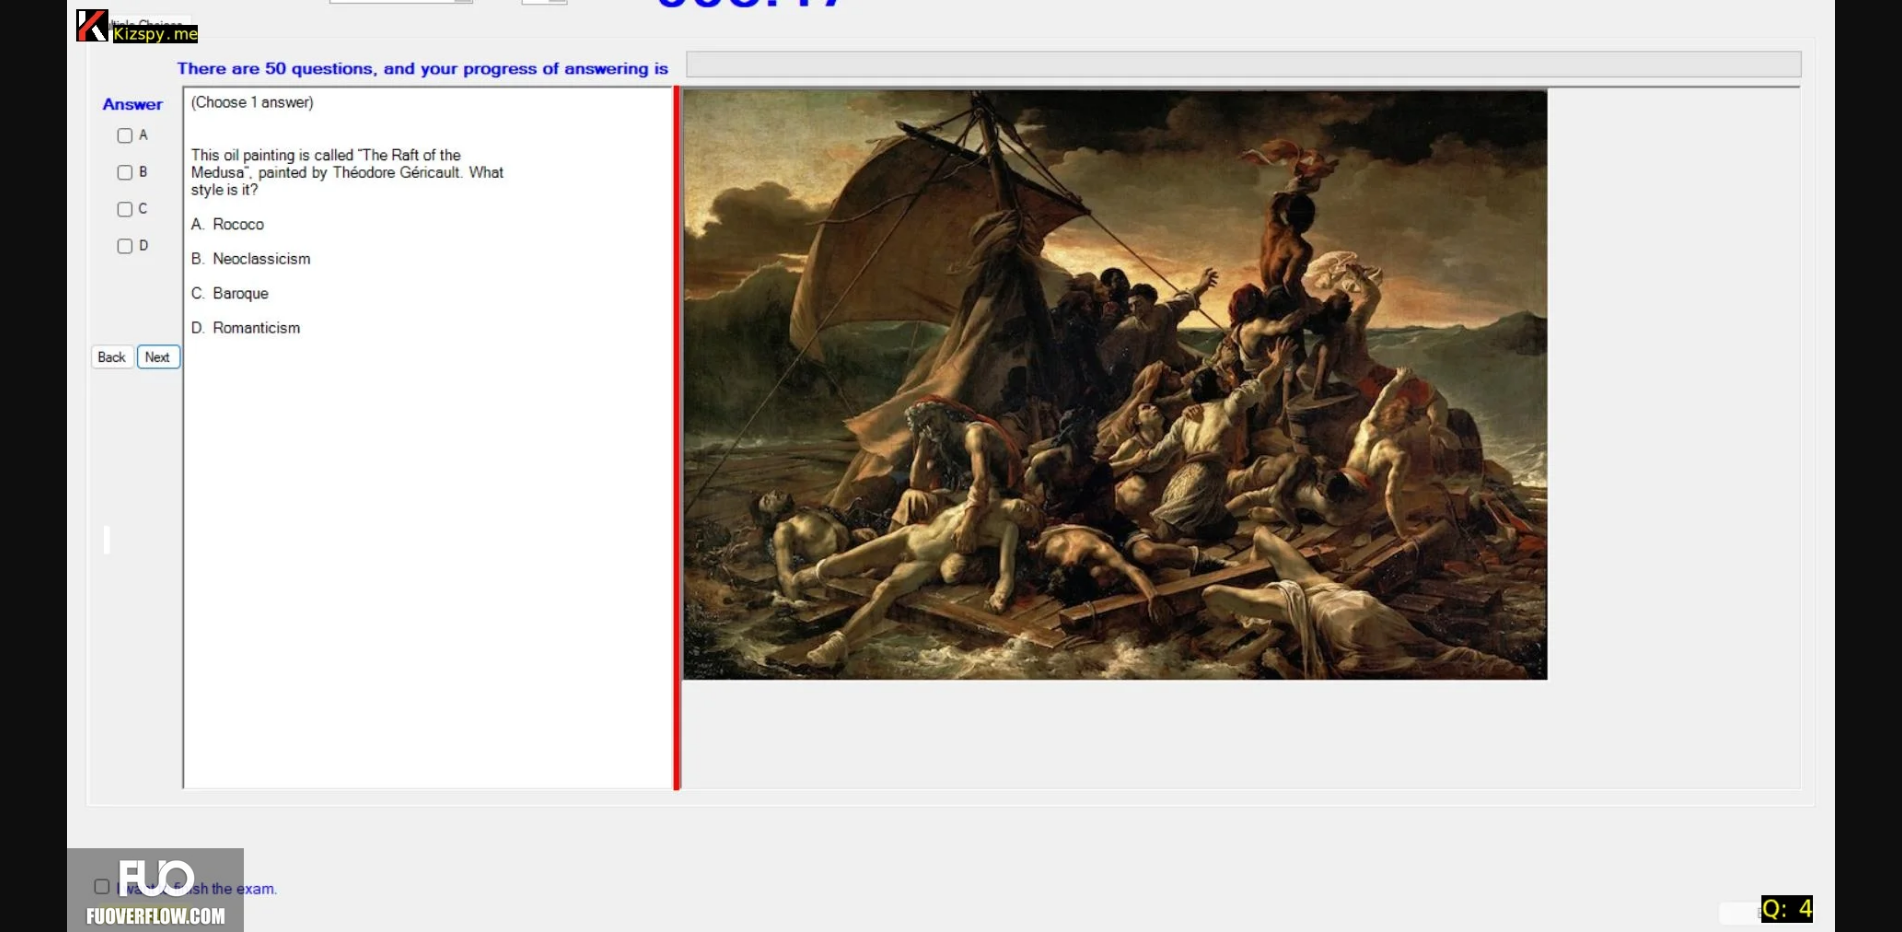 Kizspy.me
There are 50 questions, and your progress of answering is
Answer
(Choose 1 answer)
A
B
C
D
This oil painting is called "The Raft of the
Medusa", painted by Théodore Géricault. What
style is it?
A. Rococo
B. Neoclassicism
C. Baroque
D. Romanticism
Back Next
FUO
finish the exam.
FUOVERFLOW.COM
Q: 4